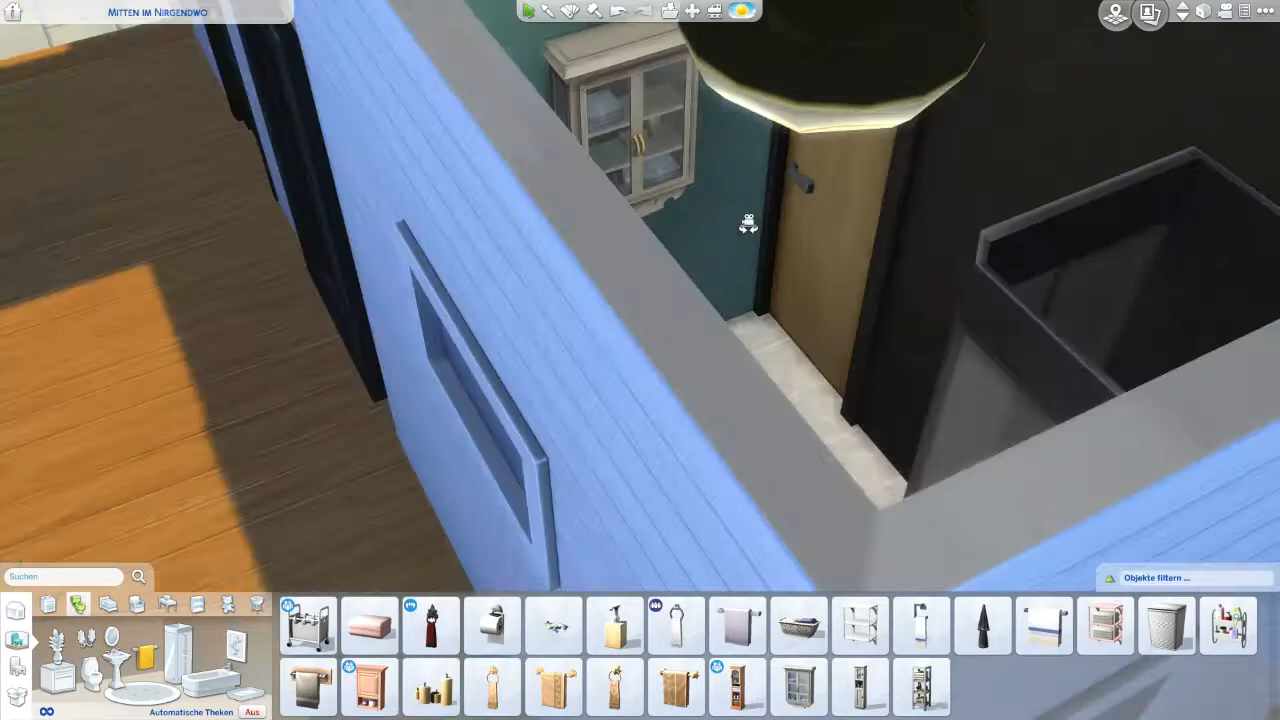 Mitten im Nirgendwo
Suchen
Objekte filtern ...
Automatische Theken
Aus